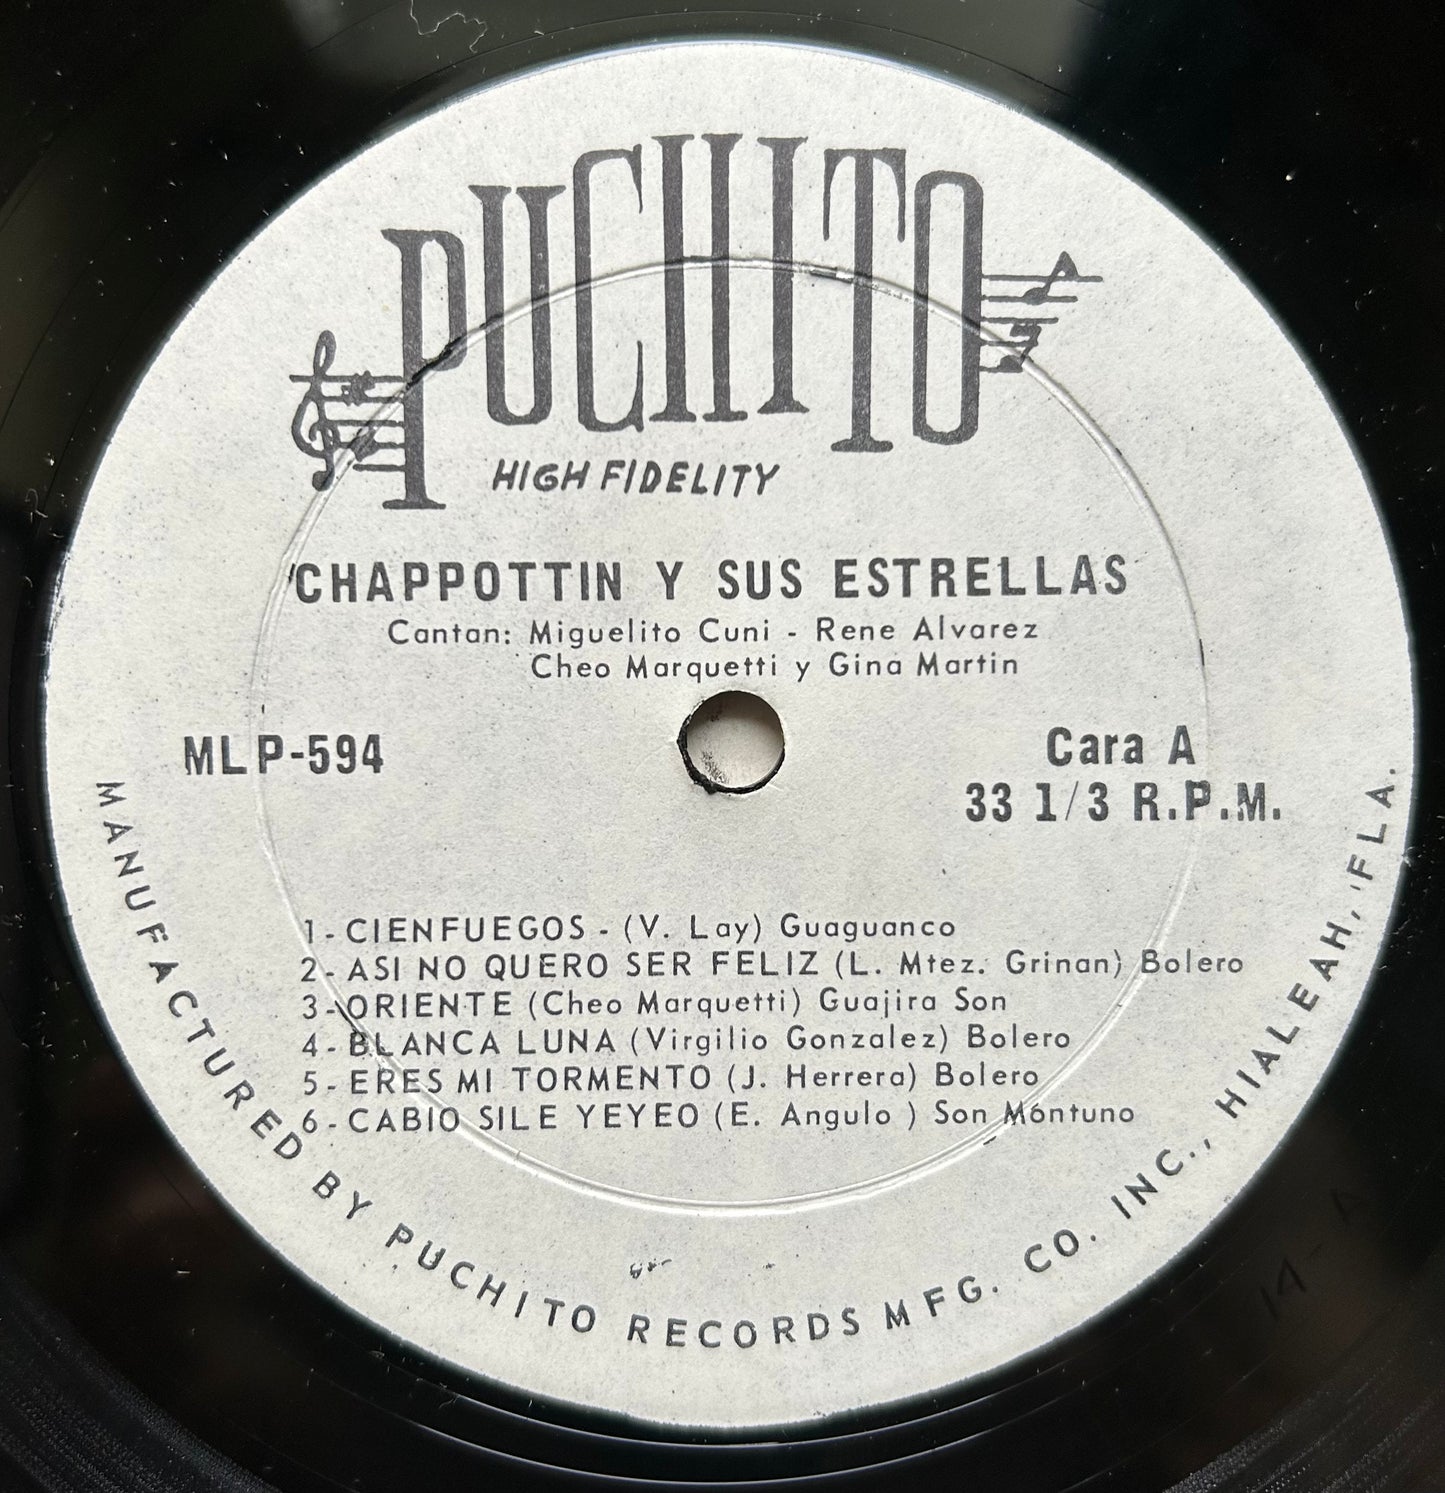 PUCHITO
HIGH FIDELITY
CHAPPOTTIN Y SUS ESTRELLAS
Cantan: Miguelito Cuni - Rene Alvarez
Cheo Marquetti y Gina Martin
MLP-594
Cara A
33 1/3 R.P.M.
1- CIENFUEGOS - (V. Lay) Guaguanco
2- ASI NO QUERO SER FELIZ (L. Mtez. Grinan) Bolero
3- ORIENTE (Cheo Marquetti) Guajira Son
4- BLANCA LUNA (Virgilio Gonzalez) Bolero
5- ERES MI TORMENTO (J. Herrera) Bolero
6- CABIO SILE YEYEO (E. Angulo ) Son Montuno
MANUFACTURED BY PUCHITO RECORDS MFG. CO. INC., HIALEAH, FLA.